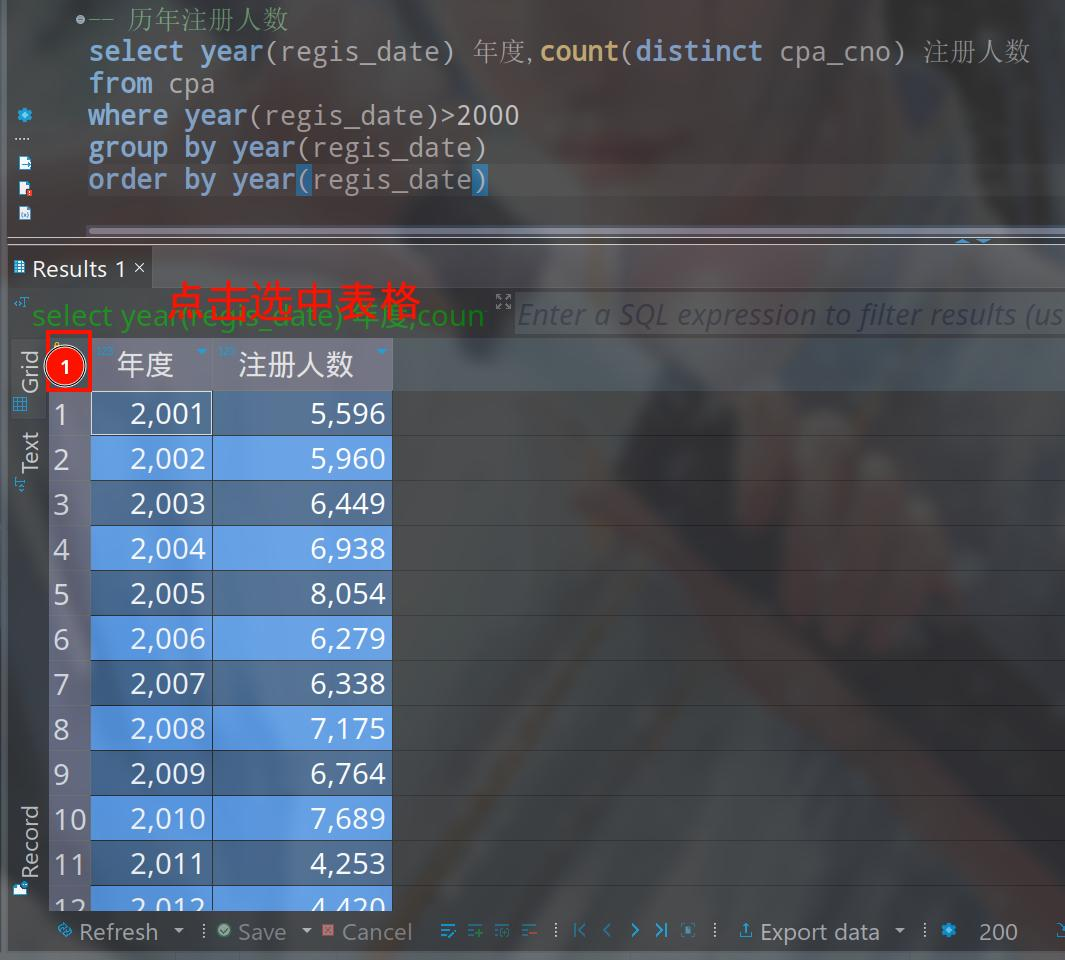 -- 历年注册人数
select year(regis_date) 年度,count(distinct cpa_cno) 注册人数
from cpa
where year(regis_date)>2000
group by year(regis_date)
order by year(regis_date)
Results 1 ×
点击选中表格
select year(regis_date) 年度,coun
Enter a SQL expression to filter results (us
Grid
Text
Record
1
123 年度 123 注册人数
1 2,001 5,596
2 2,002 5,960
3 2,003 6,449
4 2,004 6,938
5 2,005 8,054
6 2,006 6,279
7 2,007 6,338
8 2,008 7,175
9 2,009 6,764
10 2,010 7,689
11 2,011 4,253
12 2,012 4,420
Refresh Save Cancel Export data 200